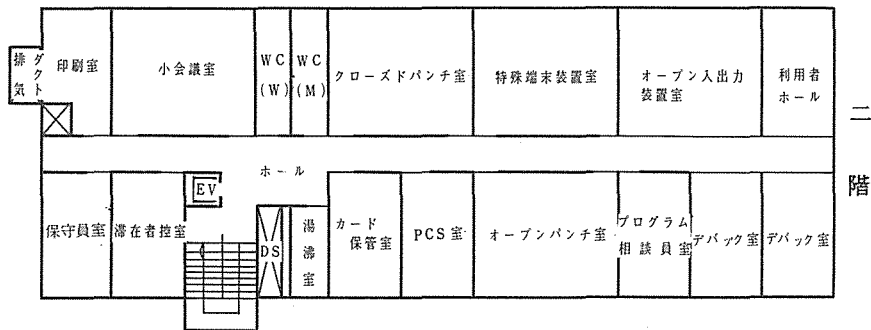 排気
ダクト
印刷室
小会議室
WC
(W)
WC
(M)
クローズドパンチ室
特殊端末装置室
オープン入出力
装置室
利用者
ホール
二階
ホール
EV
保守員室
滞在者控室
DS
湯沸室
カード
保管室
PCS室
オープンパンチ室
プログラム
相談員室
デバック室
デバック室